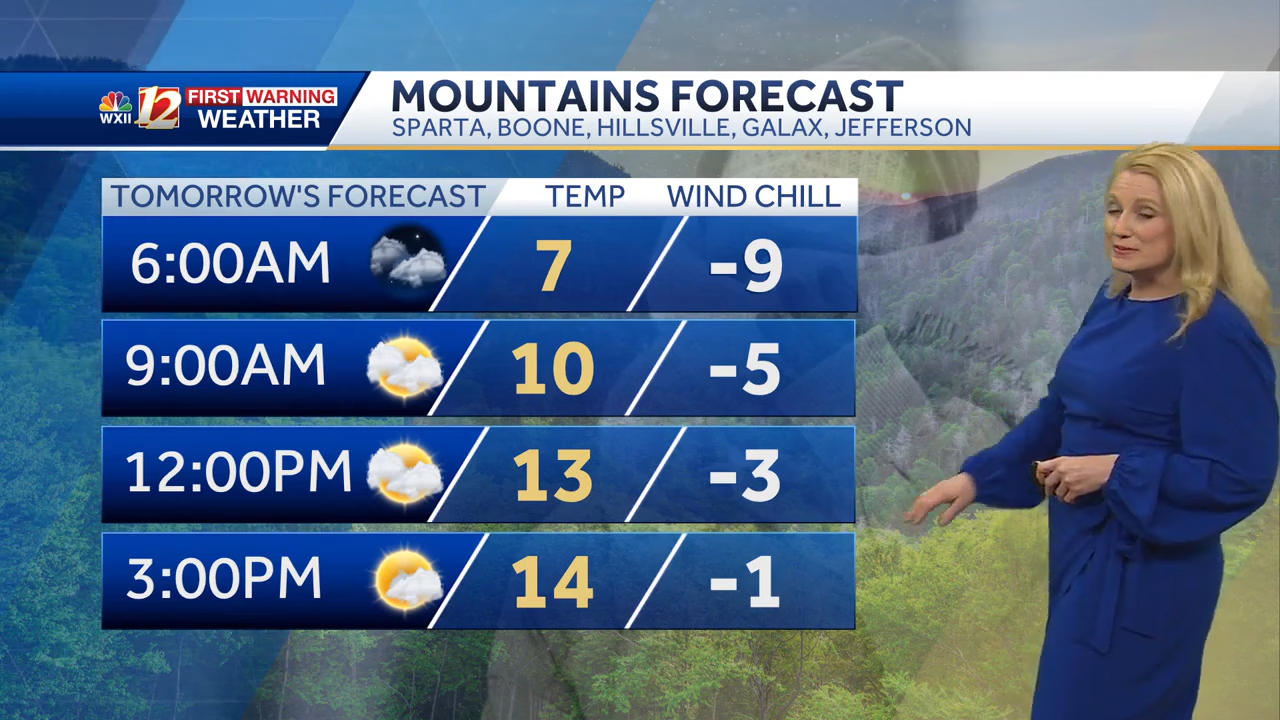 WXII 12 FIRST WARNING WEATHER
MOUNTAINS FORECAST
SPARTA, BOONE, HILLSVILLE, GALAX, JEFFERSON
TOMORROW'S FORECAST TEMP WIND CHILL
6:00AM 7 -9
9:00AM 10 -5
12:00PM 13 -3
3:00PM 14 -1